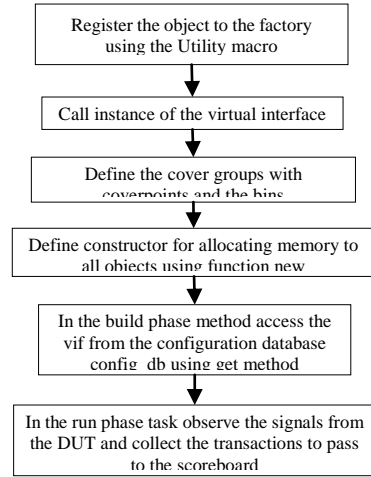 Register the object to the factory
using the Utility macro
Call instance of the virtual interface
Define the cover groups with
coverpoints and the bins
Define constructor for allocating memory to
all objects using function new
In the build phase method access the
vif from the configuration database
config_db using get method
In the run phase task observe the signals from
the DUT and collect the transactions to pass
to the scoreboard